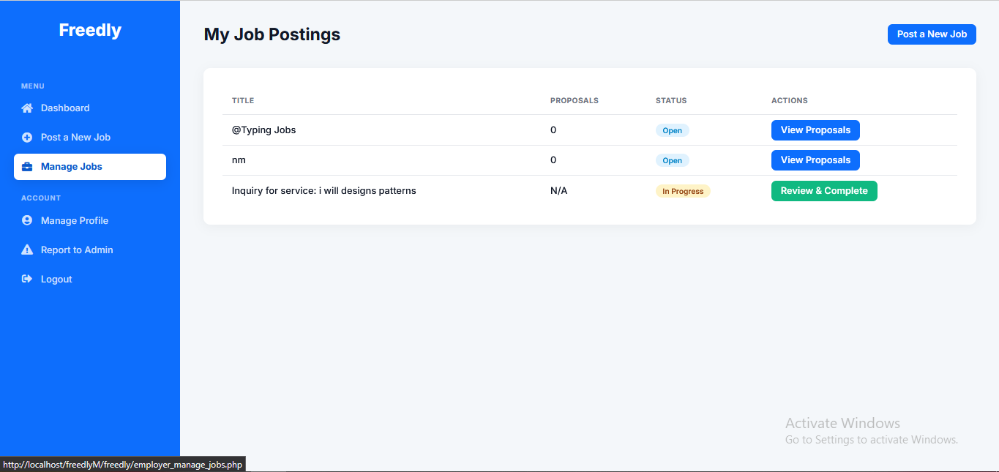 Freedly
MENU
Dashboard
Post a New Job
Manage Jobs
ACCOUNT
Manage Profile
Report to Admin
Logout
My Job Postings
Post a New Job
TITLE PROPOSALS STATUS ACTIONS
@Typing Jobs 0 Open View Proposals
nm 0 Open View Proposals
Inquiry for service: i will designs patterns N/A In Progress Review & Complete
Activate Windows
Go to Settings to activate Windows.
http://localhost/freedlyM/freedly/employer_manage_jobs.php